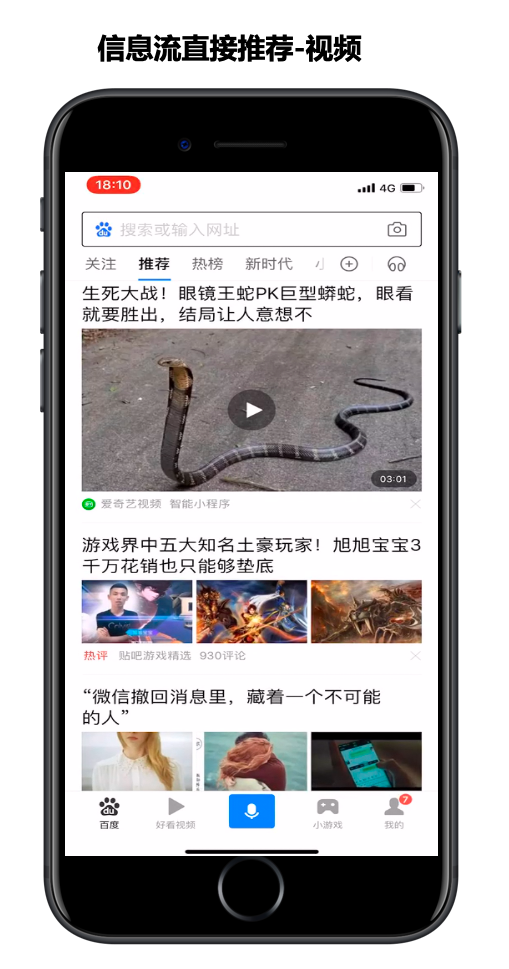 信息流直接推荐-视频
18:10
4G
du 搜索或输入网址
关注 推荐 热榜 新时代
生死大战！眼镜王蛇PK巨型蟒蛇，眼看
就要胜出，结局让人意想不
03:01
爱奇艺视频 智能小程序
游戏界中五大知名土豪玩家！旭旭宝宝3
千万花销也只能够垫底
热评 贴吧游戏精选 930评论
“微信撤回消息里，藏着一个不可能
的人”
du
7
百度 好看视频 小游戏 我的